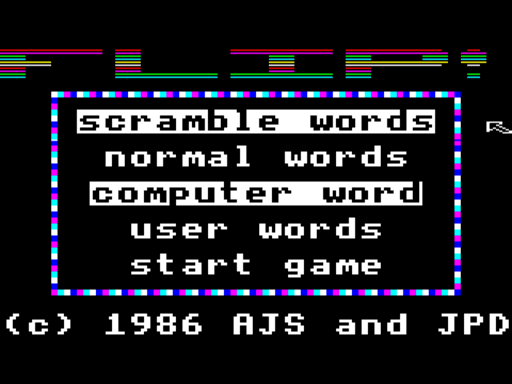 FLIP!
scramble words
normal words
computer word
user words
start game
(c) 1986 AJS and JPD